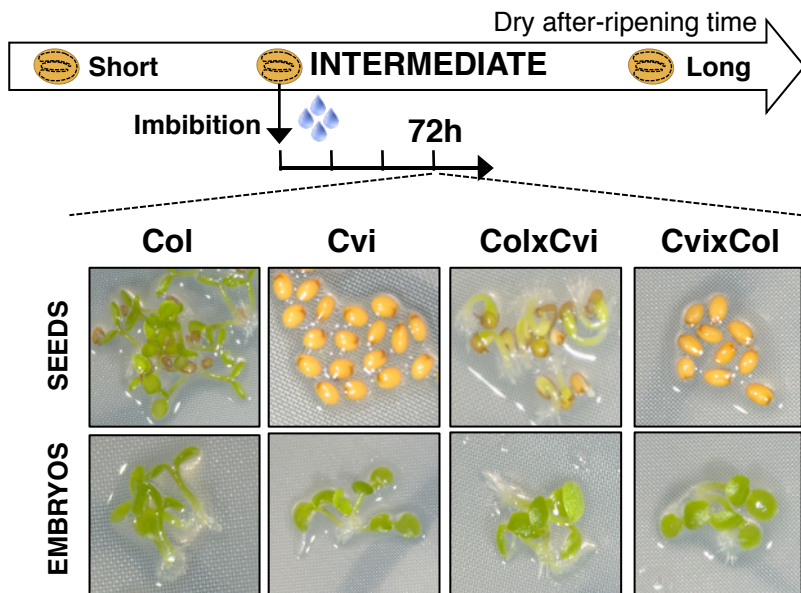 Dry after-ripening time
Short
INTERMEDIATE
Long
Imbibition
72h
Col
Cvi
ColxCvi
CvixCol
SEEDS
EMBRYOS